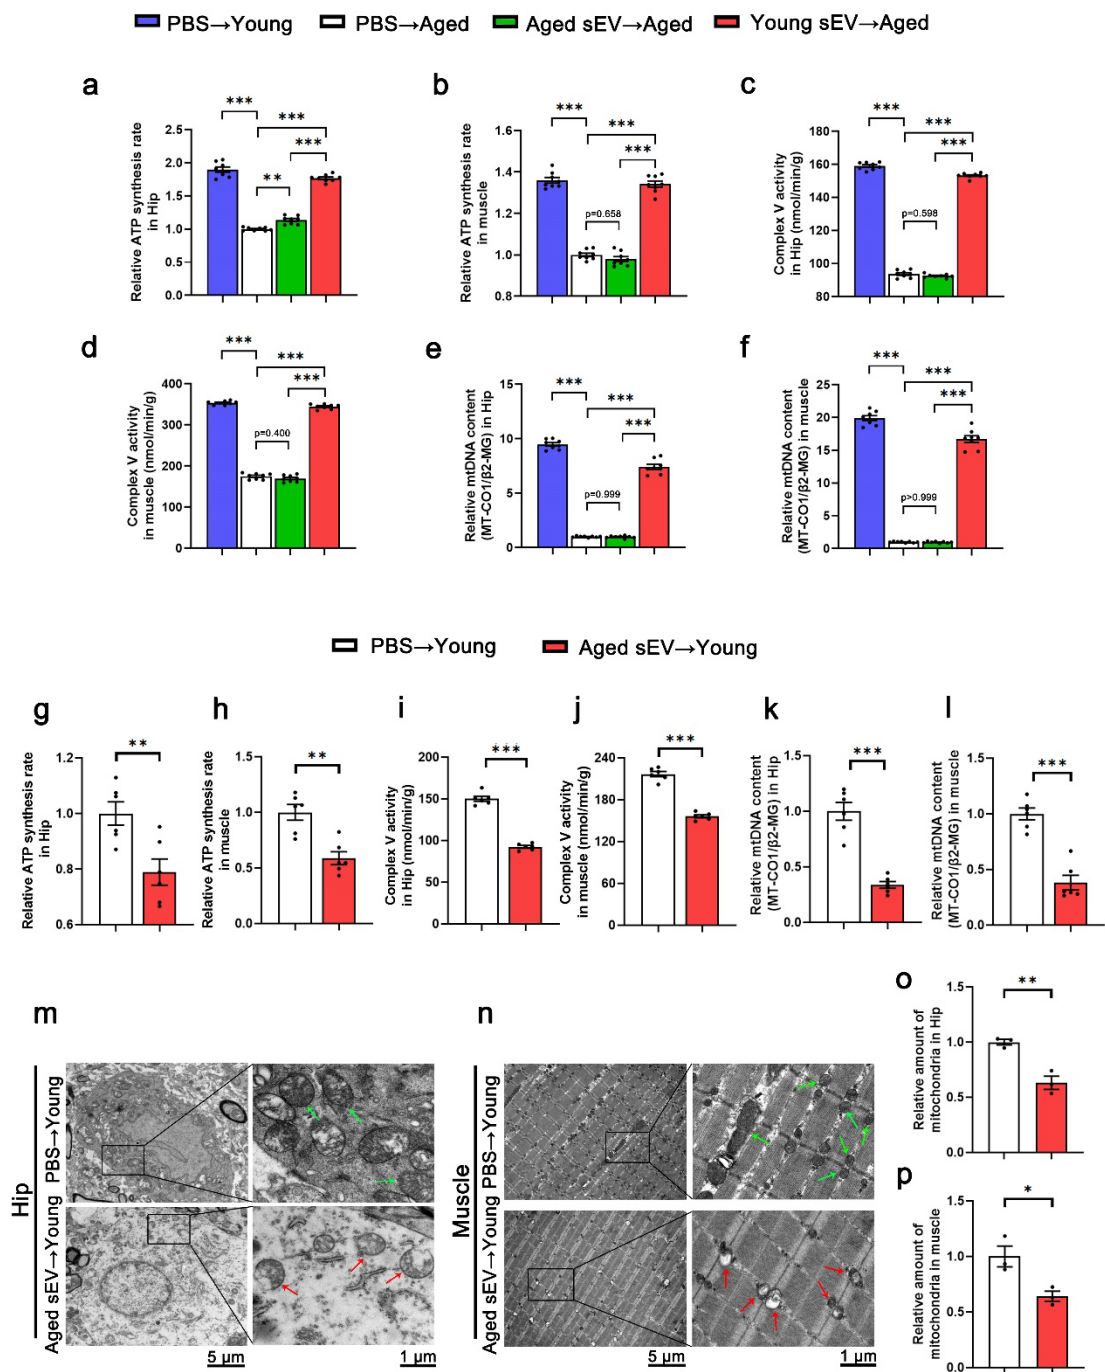 PBS→Young PBS→Aged Aged sEV→Aged Young sEV→Aged
a
Relative ATP synthesis rate
in Hip
2.5
2.0
1.5
1.0
0.5
0.0
***
***
***
**
b
Relative ATP synthesis rate
in muscle
1.6
1.4
1.2
1.0
0.8
***
***
***
p=0.658
c
Complex V activity
in Hip (nmol/min/g)
180
160
140
120
100
80
***
***
***
p=0.598
d
Complex V activity
in muscle (nmol/min/g)
400
300
200
100
0
***
***
***
p=0.400
e
Relative mtDNA content
(MT-CO1/β2-MG) in Hip
15
10
5
0
***
***
***
p=0.999
f
Relative mtDNA content
(MT-CO1/β2-MG) in muscle
25
20
15
10
5
0
***
***
***
p>0.999
PBS→Young Aged sEV→Young
g
Relative ATP synthesis rate
in Hip
1.2
1.0
0.8
0.6
**
h
Relative ATP synthesis rate
in muscle
1.5
1.0
0.5
0.0
**
i
Complex V activity
in Hip (nmol/min/g)
200
150
100
50
0
***
j
Complex V activity
in muscle (nmol/min/g)
240
180
120
60
0
***
k
Relative mtDNA content
(MT-CO1/β2-MG) in Hip
1.5
1.0
0.5
0.0
***
l
Relative mtDNA content
(MT-CO1/β2-MG) in muscle
1.5
1.0
0.5
0.0
***
m
Hip
PBS→Young
Aged sEV→Young
5 μm
1 μm
n
Muscle
PBS→Young
Aged sEV→Young
5 μm
1 μm
o
Relative amount of
mitochondria in Hip
1.5
1.0
0.5
0.0
**
p
Relative amount of
mitochondria in muscle
1.5
1.0
0.5
0.0
*